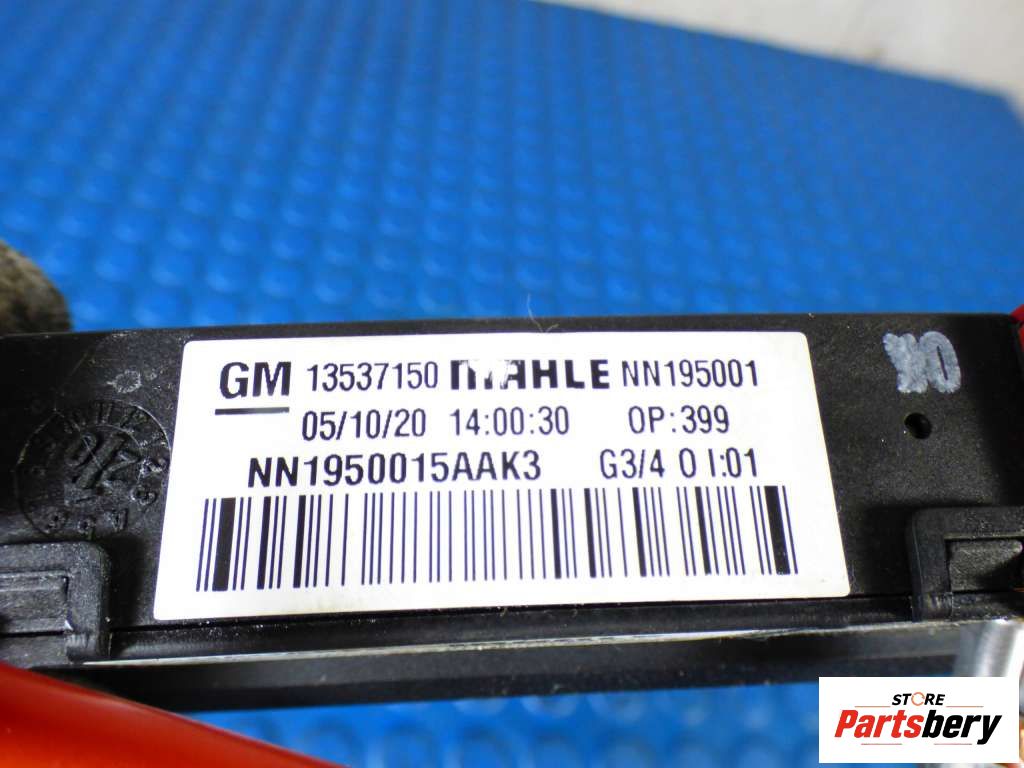 GM 13537150 MAHLE NN195001
05/10/20 14:00:30 OP:399
NN1950015AAK3 G3/4 0 I:01
STORE
Partsbery